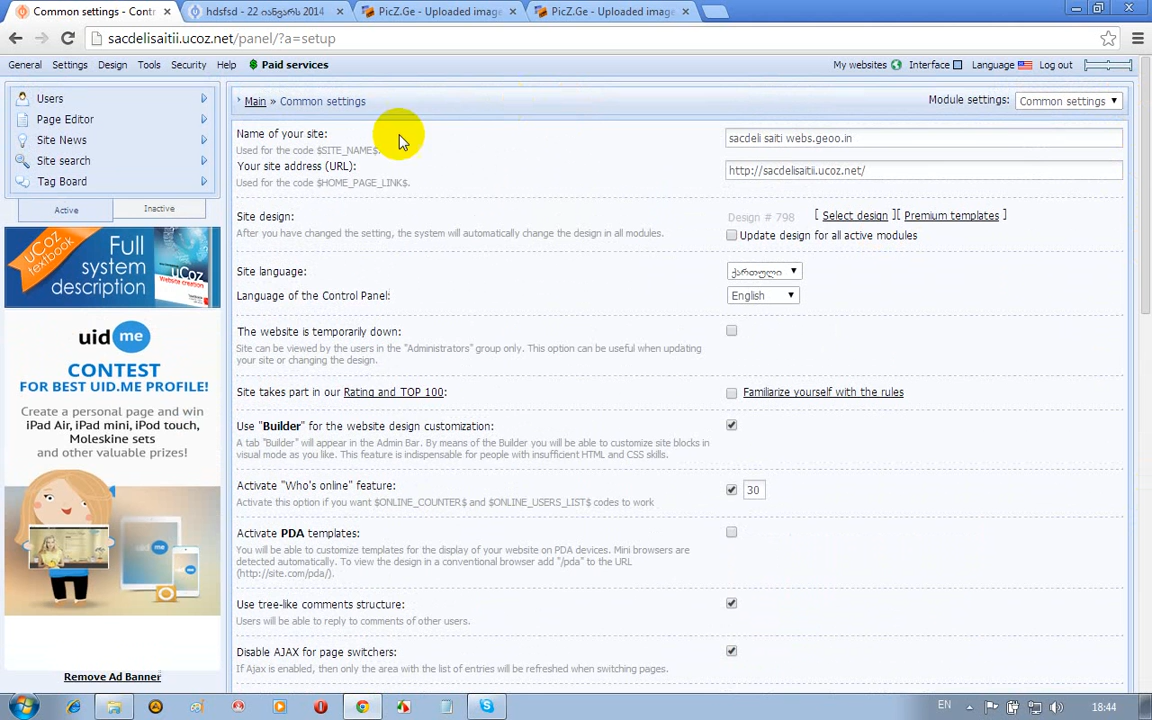 Common settings - Contr
hdsfsd - 22 იანვარს 2014
PicZ.Ge - Uploaded image
PicZ.Ge - Uploaded image
sacdelisaitii.ucoz.net/panel/?a=setup
General Settings Design Tools Security Help $ Paid services
My websites Interface Language Log out
Users
Page Editor
Site News
Site search
Tag Board
Active Inactive
uCoz textbook
Full system description
uCoz
Website creation
uid me
CONTEST
FOR BEST UID.ME PROFILE!
Create a personal page and win
iPad Air, iPad mini, iPod touch,
Moleskine sets
and other valuable prizes!
Remove Ad Banner
Main » Common settings
Module settings: Common settings
Name of your site:
Used for the code $SITE_NAME$.
sacdeli saiti webs.geoo.in
Your site address (URL):
Used for the code $HOME_PAGE_LINK$.
http://sacdelisaitii.ucoz.net/
Site design:
After you have changed the setting, the system will automatically change the design in all modules.
Design # 798 [ Select design ][ Premium templates ]
Update design for all active modules
Site language: ქართული
Language of the Control Panel: English
The website is temporarily down:
Site can be viewed by the users in the "Administrators" group only. This option can be useful when updating
your site or changing the design.
Site takes part in our Rating and TOP 100: Familiarize yourself with the rules
Use "Builder" for the website design customization:
A tab "Builder" will appear in the Admin Bar. By means of the Builder you will be able to customize site blocks in
visual mode as you like. This feature is indispensable for people with insufficient HTML and CSS skills.
Activate "Who's online" feature: 30
Activate this option if you want $ONLINE_COUNTER$ and $ONLINE_USERS_LIST$ codes to work
Activate PDA templates:
You will be able to customize templates for the display of your website on PDA devices. Mini browsers are
detected automatically. To view the design in a conventional browser add "/pda" to the URL
(http://site.com/pda/).
Use tree-like comments structure:
Users will be able to reply to comments of other users.
Disable AJAX for page switchers:
If Ajax is enabled, then only the area with the list of entries will be refreshed when switching pages.
EN 18:44